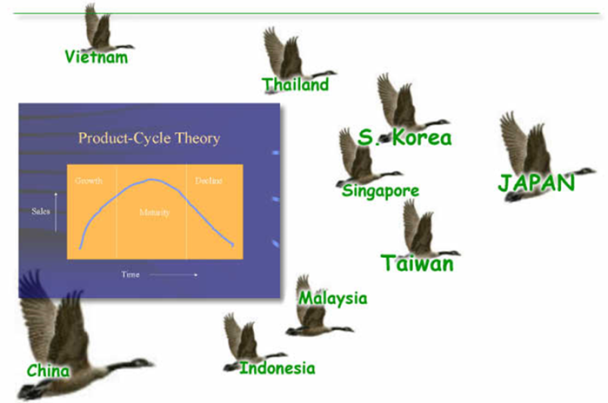 Vietnam
Thailand
S. Korea
JAPAN
Singapore
Taiwan
Product-Cycle Theory
Growth
Decline
Sales
Maturity
Time
Malaysia
China
Indonesia